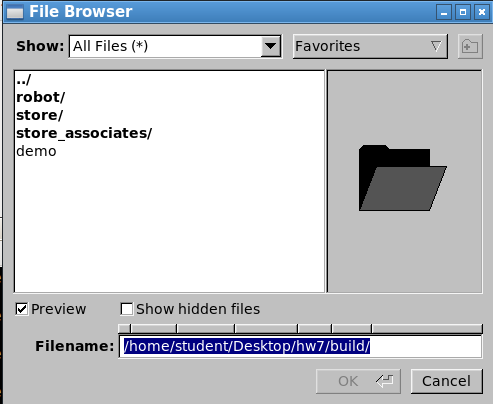 File Browser
Show: All Files (*) Favorites
../
robot/
store/
store_associates/
demo
Preview Show hidden files
Filename: /home/student/Desktop/hw7/build/
OK Cancel